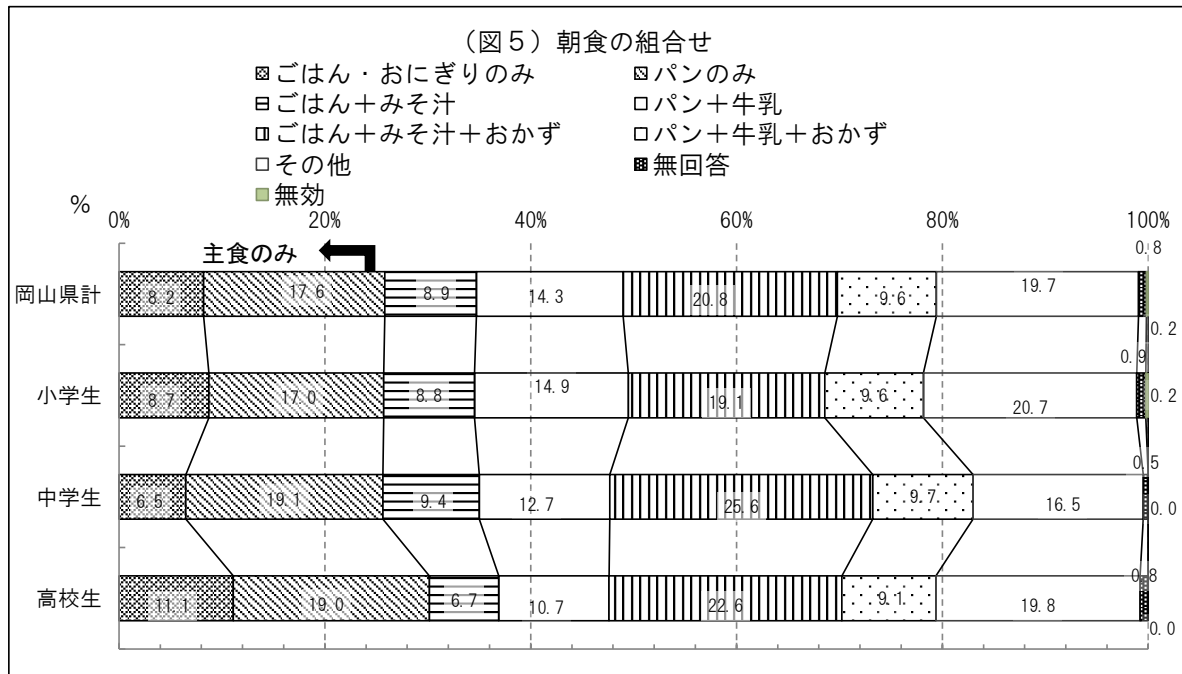 （図５）朝食の組合せ
ごはん・おにぎりのみ パンのみ
ごはん＋みそ汁 パン＋牛乳
ごはん＋みそ汁＋おかず パン＋牛乳＋おかず
その他 無回答
無効
% 0% 20% 40% 60% 80% 100%
主食のみ 0.8
岡山県計 8.2 17.6 8.9 14.3 20.8 9.6 19.7
0.2
0.9
小学生 8.7 17.0 8.8 14.9 19.1 9.6 20.7 0.2
0.5
中学生 6.5 19.1 9.4 12.7 25.6 9.7 16.5 0.0
0.8
高校生 11.1 19.0 6.7 10.7 22.6 9.1 19.8
0.0